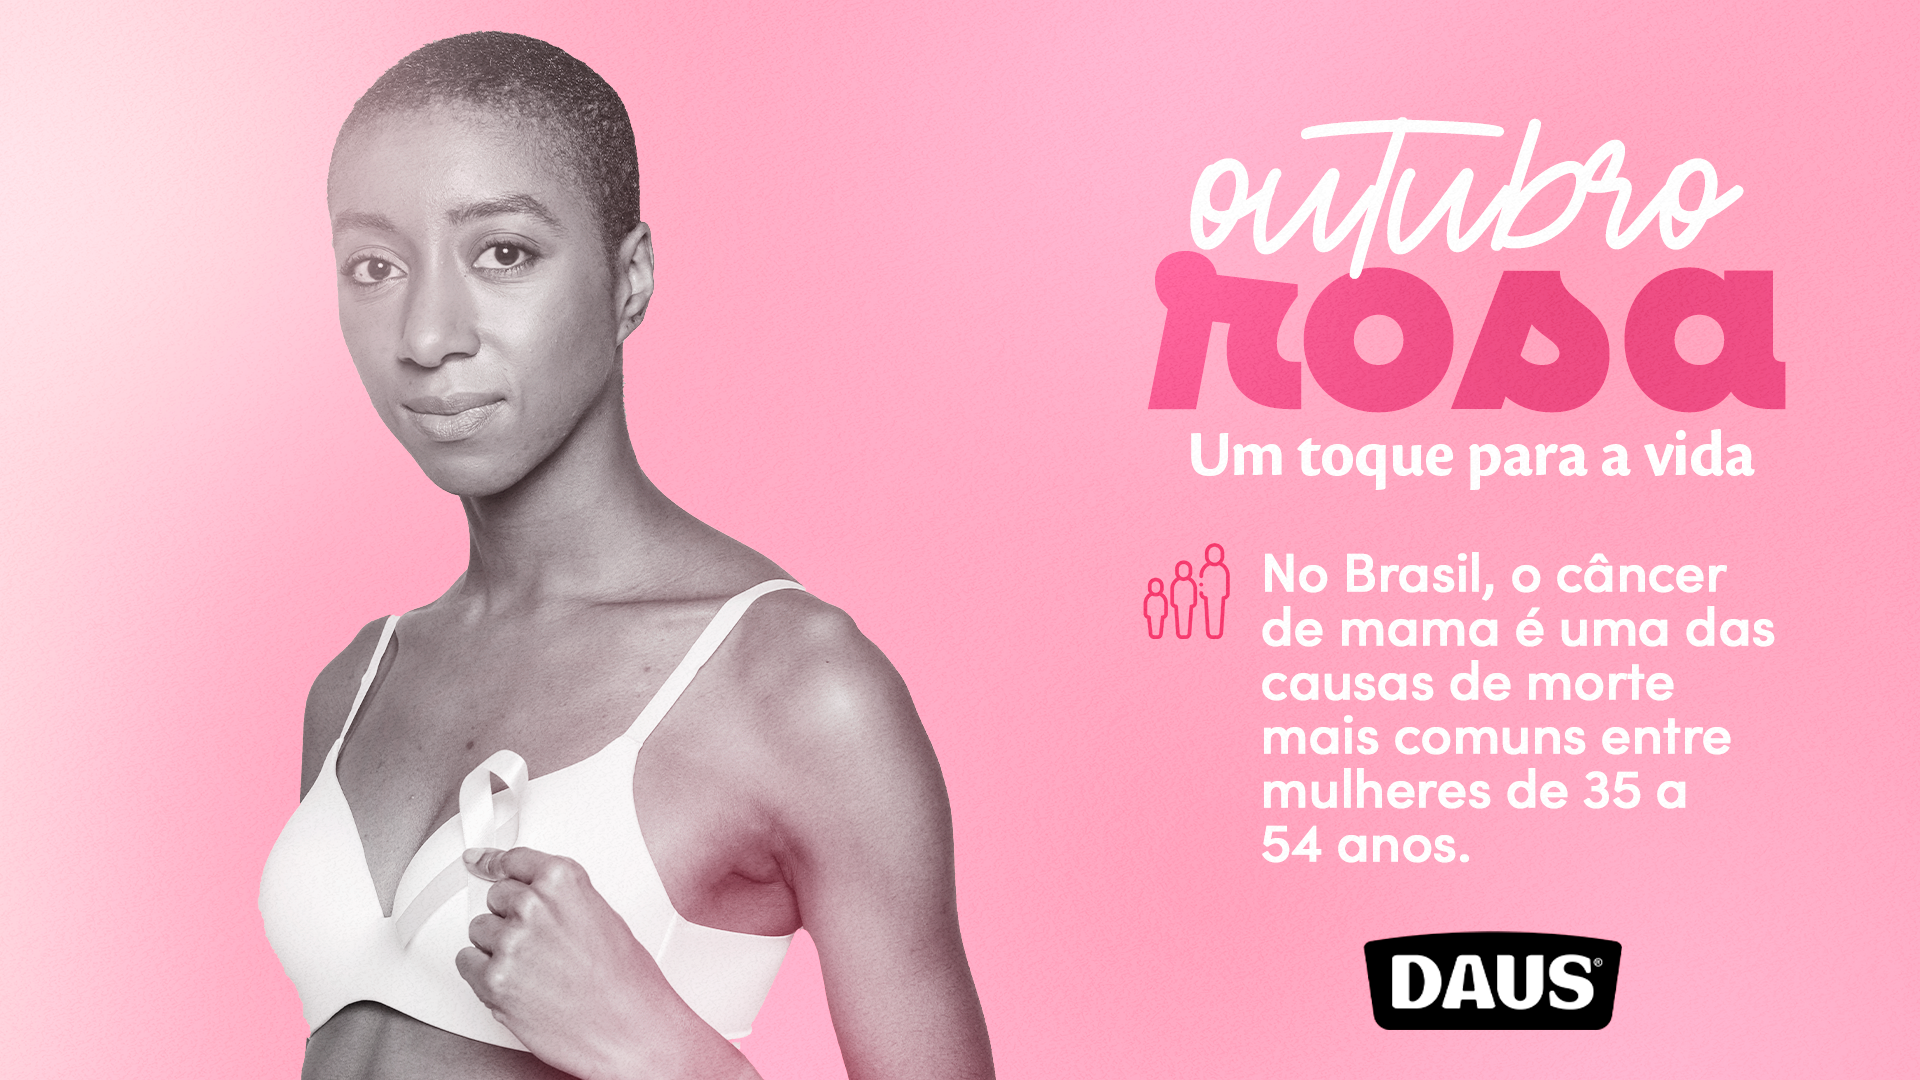 outubro
rosa
Um toque para a vida
No Brasil, o câncer
de mama é uma das
causas de morte
mais comuns entre
mulheres de 35 a
54 anos.
DAUS®